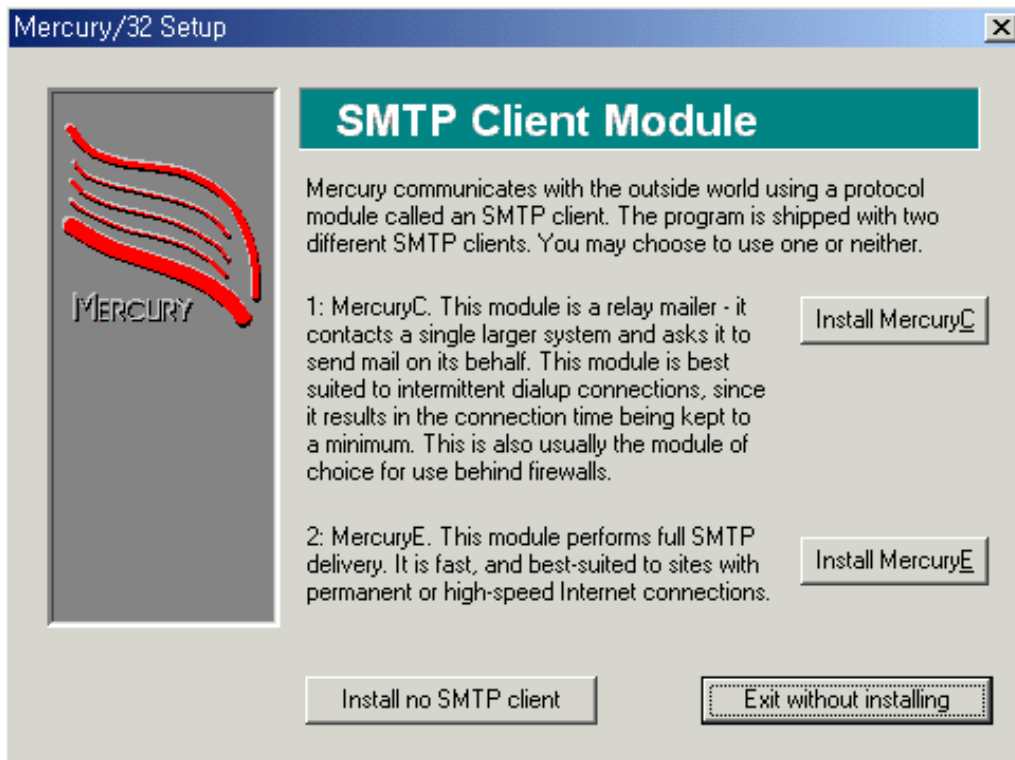 Mercury/32 Setup
SMTP Client Module
Mercury communicates with the outside world using a protocol
module called an SMTP client. The program is shipped with two
different SMTP clients. You may choose to use one or neither.
MERCURY
1: MercuryC. This module is a relay mailer - it
contacts a single larger system and asks it to
send mail on its behalf. This module is best
suited to intermittent dialup connections, since
it results in the connection time being kept to
a minimum. This is also usually the module of
choice for use behind firewalls.
Install MercuryC
2: MercuryE. This module performs full SMTP
delivery. It is fast, and best-suited to sites with
permanent or high-speed Internet connections.
Install MercuryE
Install no SMTP client
Exit without installing